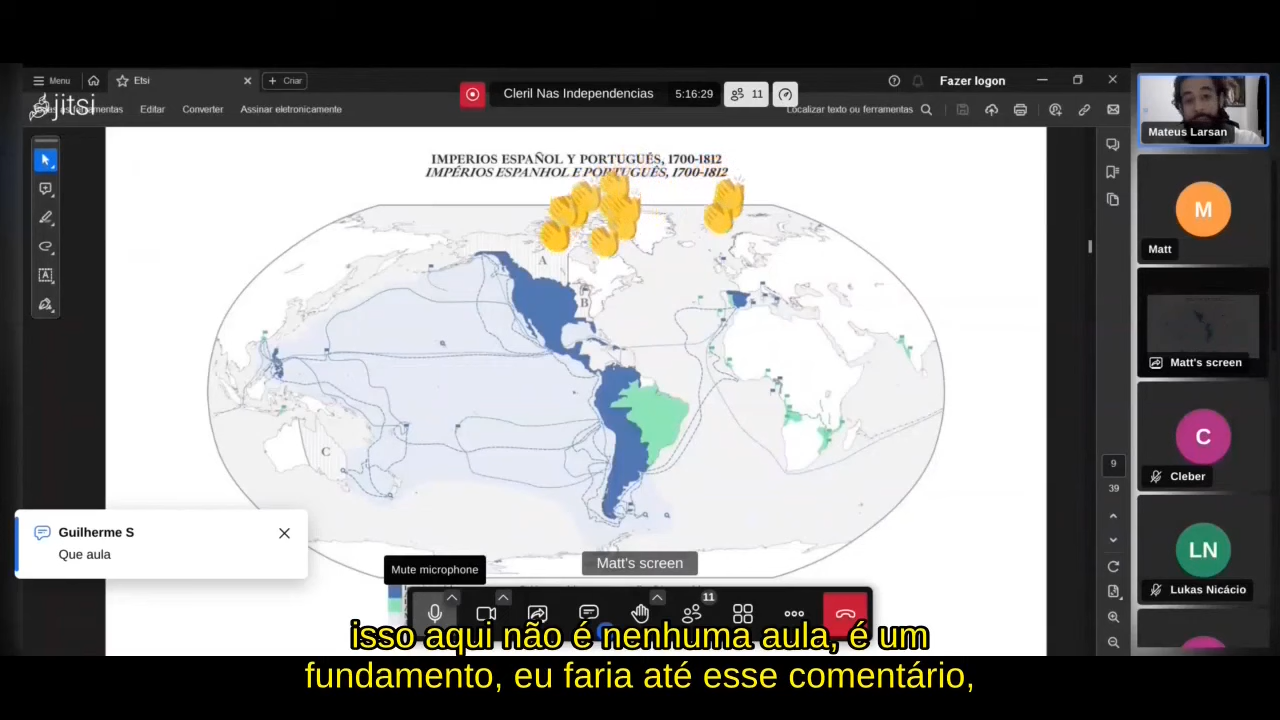 Menu
Etsi
Criar
Cleril Nas Independencias
5:16:29
11
Fazer logon
jitsi
Editar
Converter
Assinar eletronicamente
Localizar texto ou ferramentas
IMPERIOS ESPAÑOL Y PORTUGUÉS, 1700-1812
IMPÉRIOS ESPANHOL E PORTUGUÊS, 1700-1812
A
B
C
9
39
Mateus Larsan
M
Matt
Matt's screen
C
Cleber
LN
Lukas Nicácio
Guilherme S
Que aula
Matt's screen
Mute microphone
11
isso aqui não é nenhuma aula, é um
fundamento, eu faria até esse comentário,